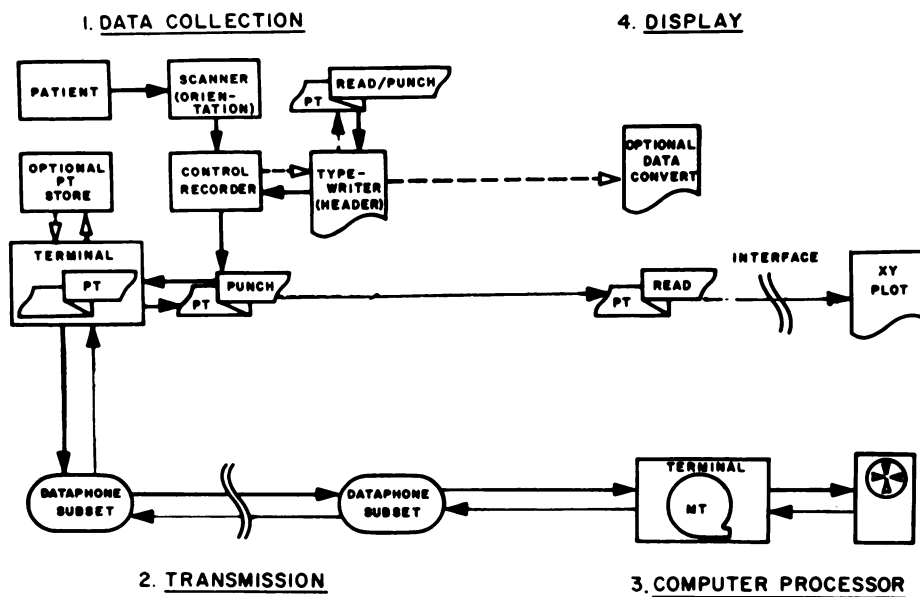 1. DATA COLLECTION
4. DISPLAY
PATIENT
SCANNER
(ORIEN-
TATION)
READ/PUNCH
PT
OPTIONAL
PT
STORE
CONTROL
RECORDER
TYPE-
WRITER
(HEADER)
OPTIONAL
DATA
CONVERT
TERMINAL
PT
PUNCH
PT
READ
PT
INTERFACE
XY
PLOT
DATAPHONE
SUBSET
DATAPHONE
SUBSET
TERMINAL
MT
2. TRANSMISSION
3. COMPUTER PROCESSOR